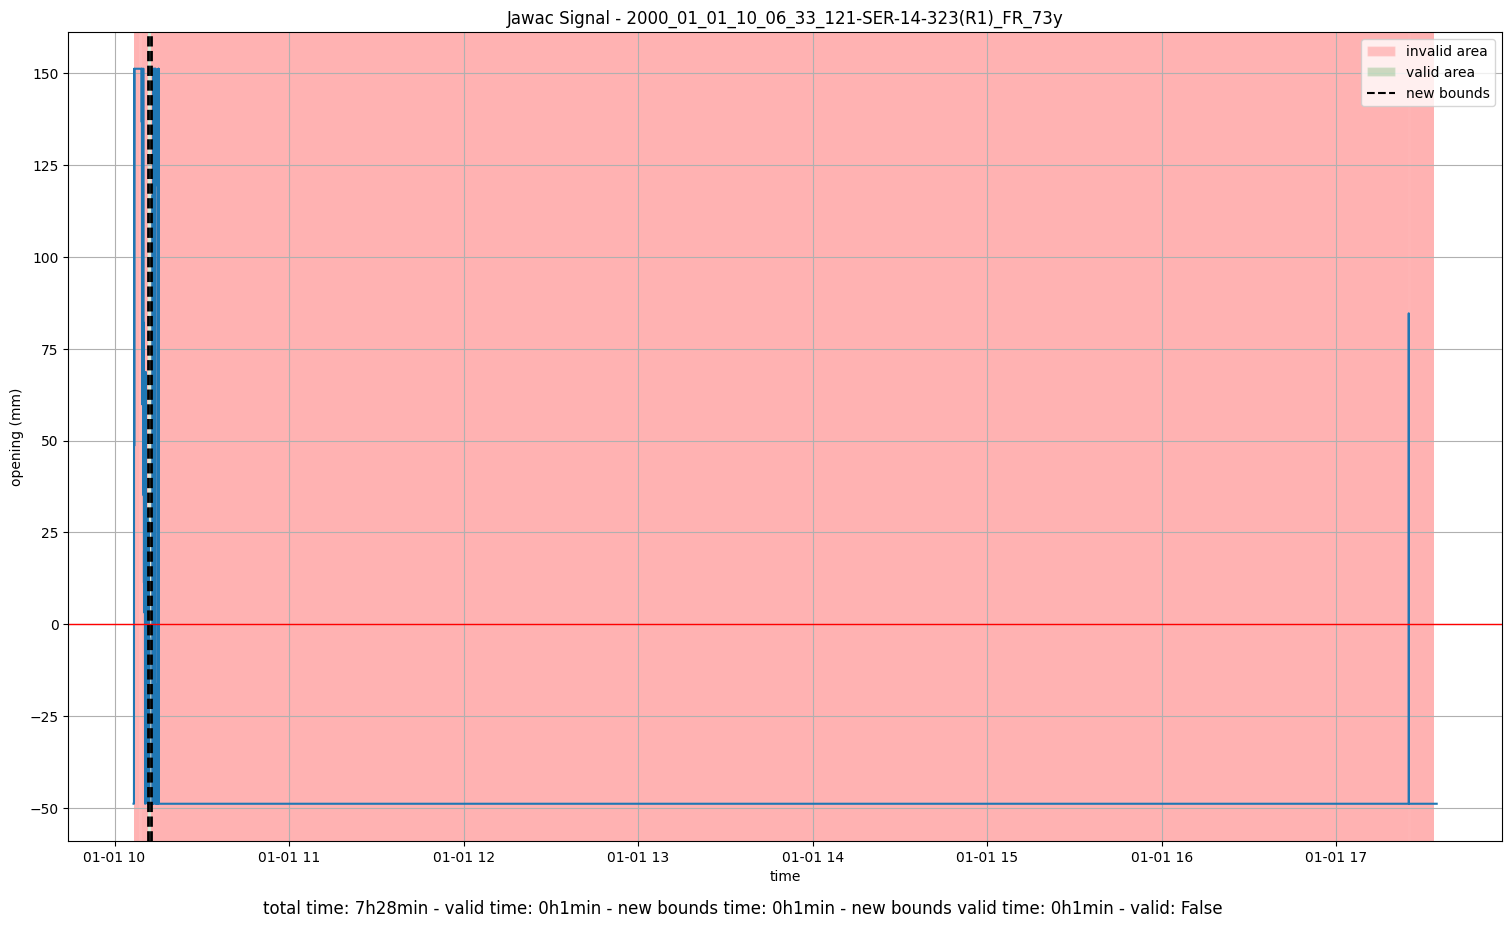 Jawac Signal - 2000_01_01_10_06_33_121-SER-14-323(R1)_FR_73y
invalid area
valid area
new bounds
150
125
100
75
50
25
0
−25
−50
opening (mm)
01-01 10 01-01 11 01-01 12 01-01 13 01-01 14 01-01 15 01-01 16 01-01 17
time
total time: 7h28min - valid time: 0h1min - new bounds time: 0h1min - new bounds valid time: 0h1min - valid: False